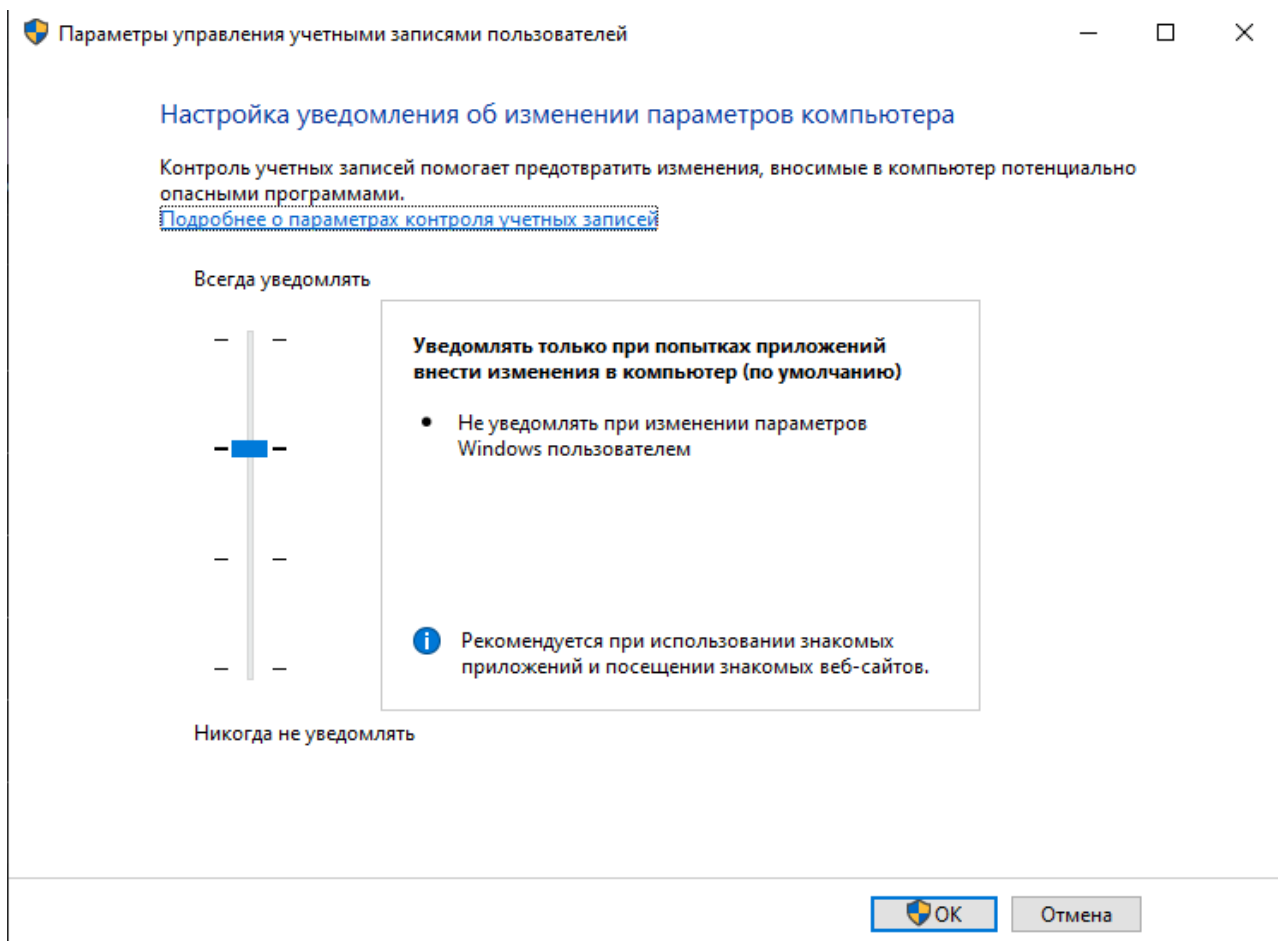 Параметры управления учетными записями пользователей
Настройка уведомления об изменении параметров компьютера
Контроль учетных записей помогает предотвратить изменения, вносимые в компьютер потенциально
опасными программами.
Подробнее о параметрах контроля учетных записей
Всегда уведомлять
Уведомлять только при попытках приложений
внести изменения в компьютер (по умолчанию)
• Не уведомлять при изменении параметров
Windows пользователем
Рекомендуется при использовании знакомых
приложений и посещении знакомых веб-сайтов.
Никогда не уведомлять
ОК
Отмена